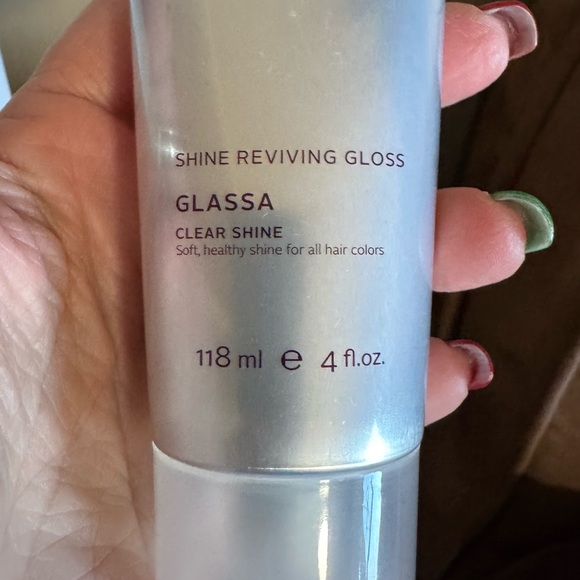 SHINE REVIVING GLOSS
GLASSA
CLEAR SHINE
Soft, healthy shine for all hair colors
118 ml ℮ 4 fl.oz.